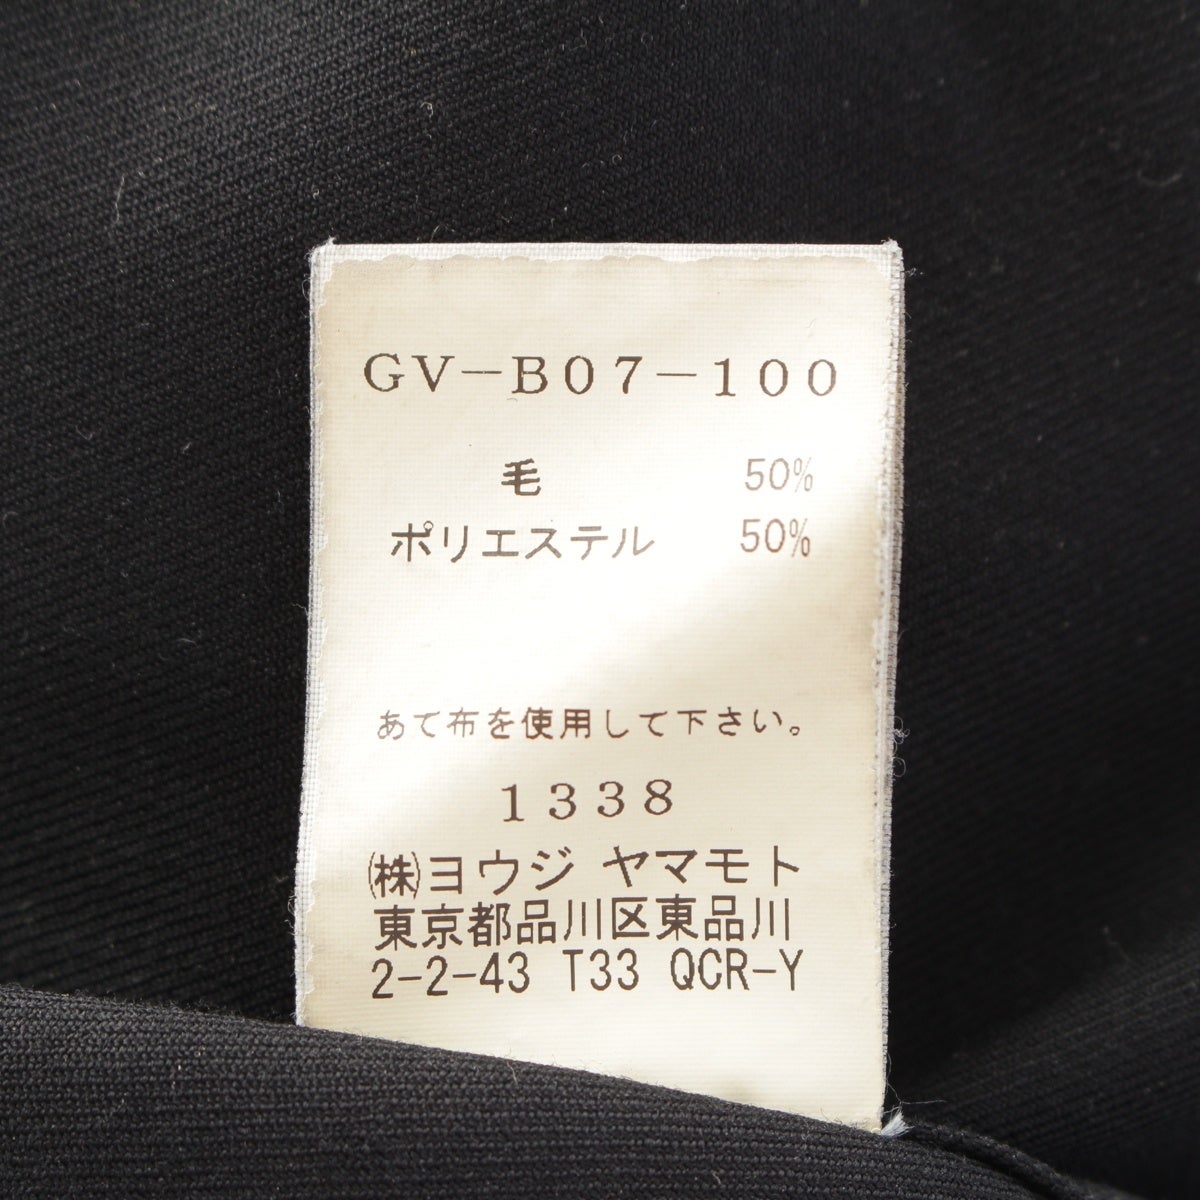 GV-B07-100
毛 50%
ポリエステル 50%
あて布を使用して下さい。
1338
㈱ヨウジ ヤマモト
東京都品川区東品川
2-2-43 T33 QCR-Y